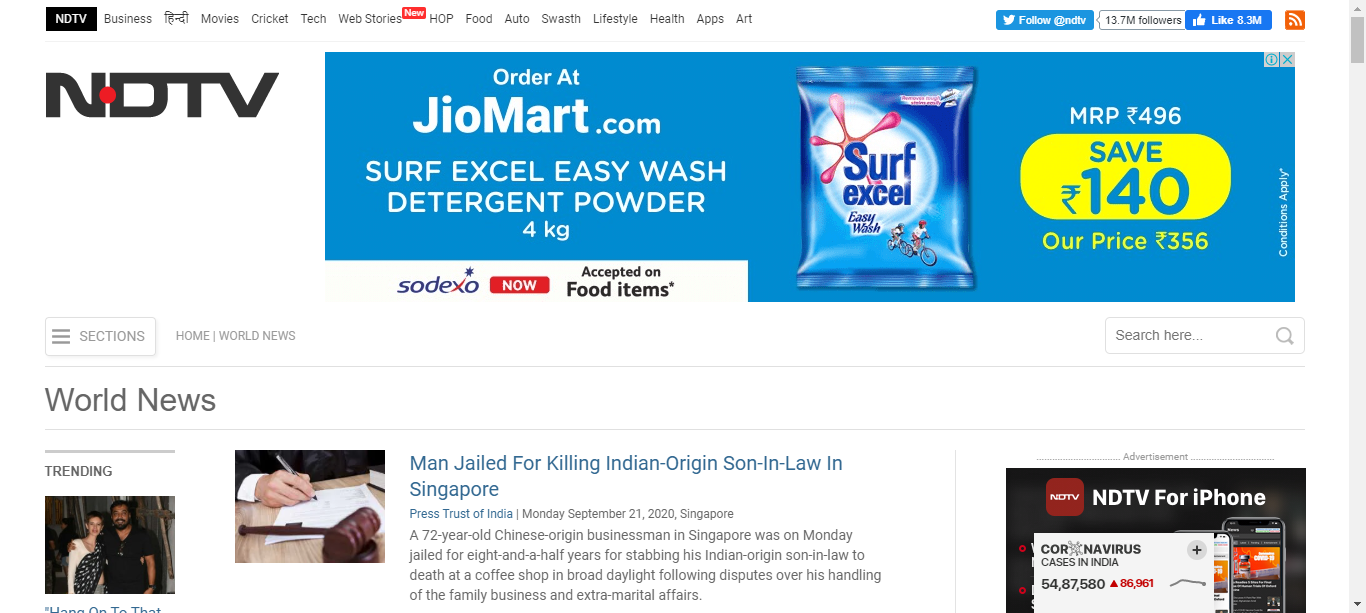 NDTV Business हिन्दी Movies Cricket Tech Web Stories New HOP Food Auto Swasth Lifestyle Health Apps Art
Follow @ndtv 13.7M followers Like 8.3M
NDTV
Order At
JioMart.com
SURF EXCEL EASY WASH
DETERGENT POWDER
4 kg
sodexo NOW Accepted on
Food items*
Surf
excel
Easy
Wash
MRP ₹496
SAVE
₹140
Our Price ₹356
Conditions Apply*
SECTIONS HOME | WORLD NEWS
Search here...
World News
TRENDING
"Hang On To That
Man Jailed For Killing Indian-Origin Son-In-Law In
Singapore
Press Trust of India | Monday September 21, 2020, Singapore
A 72-year-old Chinese-origin businessman in Singapore was on Monday
jailed for eight-and-a-half years for stabbing his Indian-origin son-in-law to
death at a coffee shop in broad daylight following disputes over his handling
of the family business and extra-marital affairs.
Advertisement
NDTV NDTV For iPhone
CORONAVIRUS
CASES IN INDIA
54,87,580 86,961